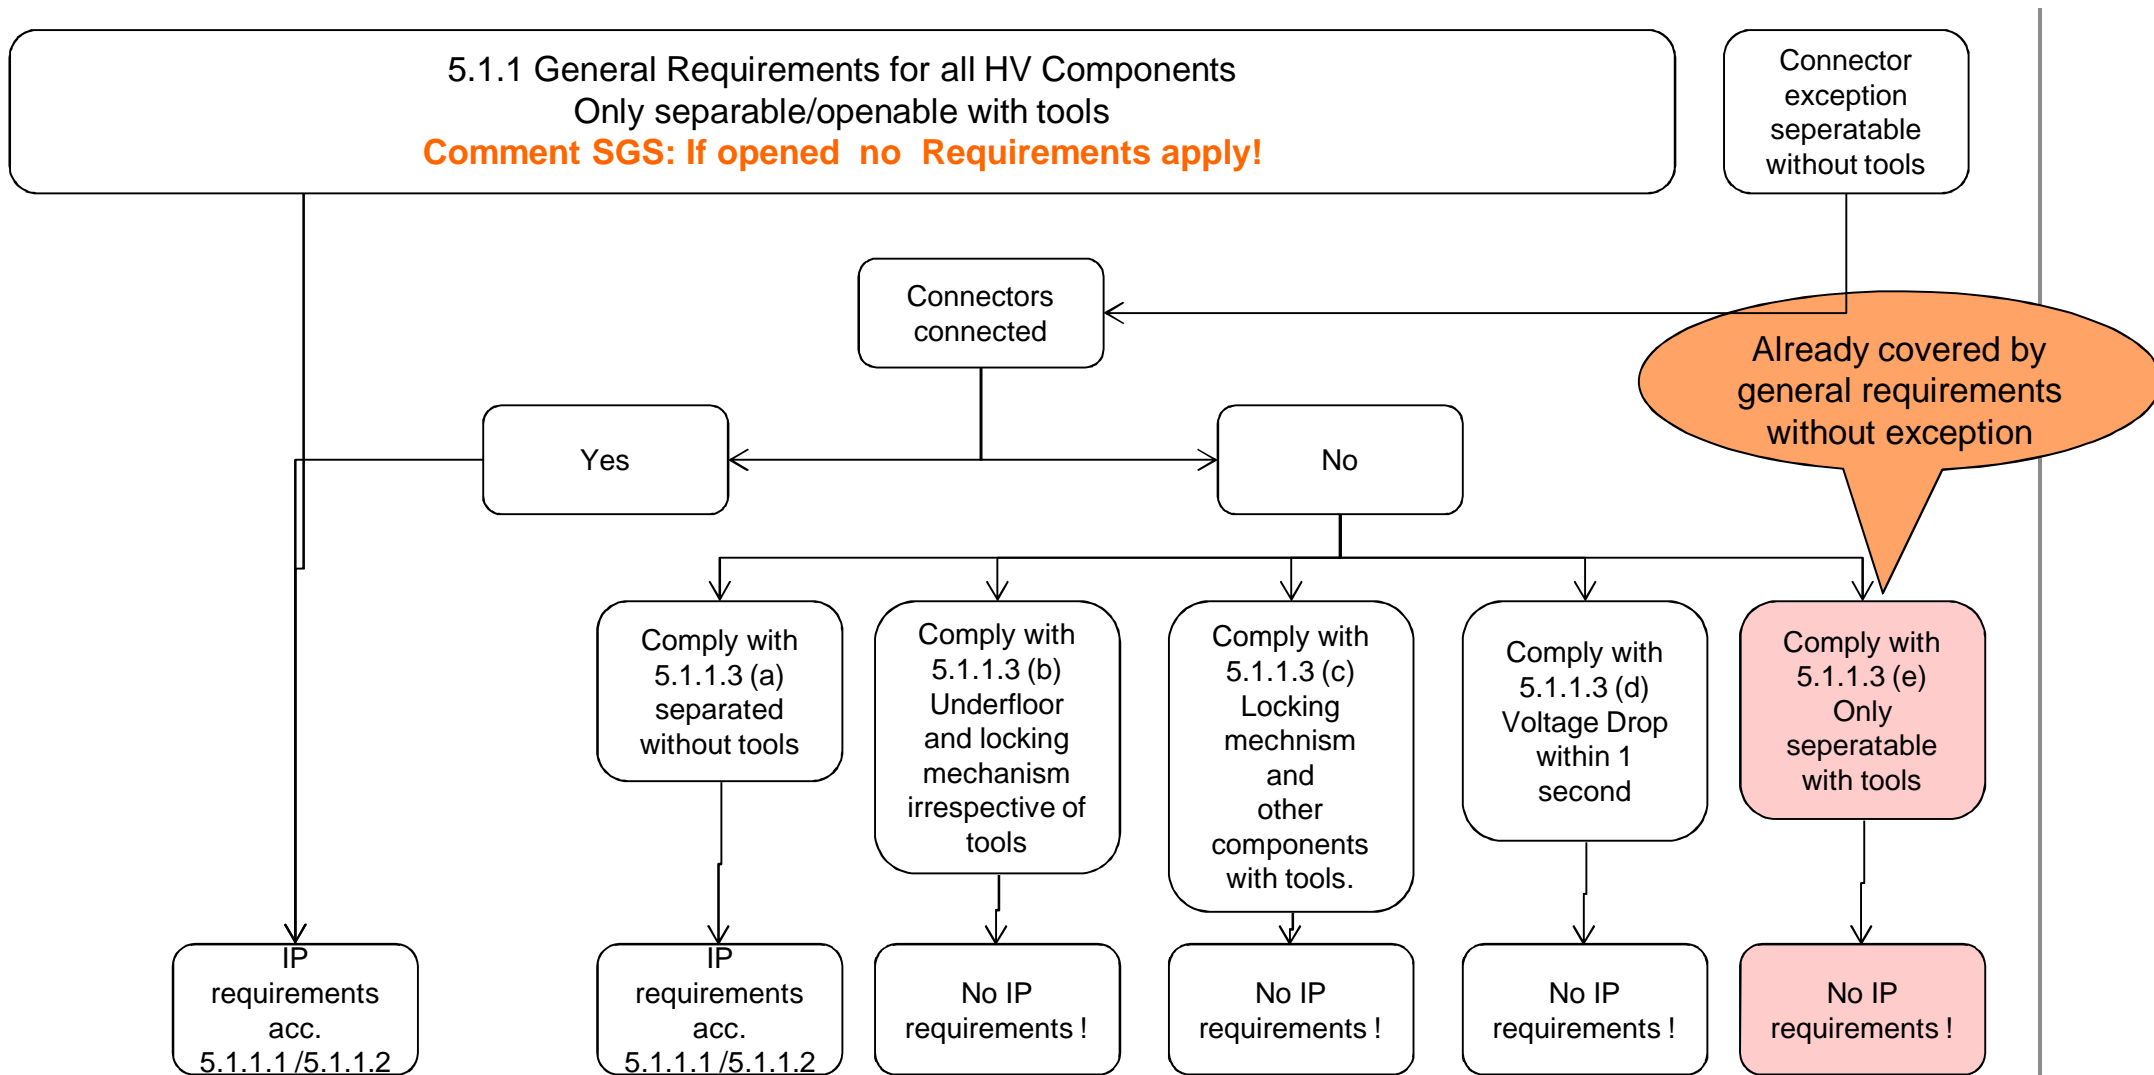 5.1.1 General Requirements for all HV Components
Only separable/openable with tools
Comment SGS: If opened  no  Requirements apply!
Connector
exception
seperatable
without tools
Connectors
connected
Already covered by
general requirements
without exception
Yes
No
Comply with
5.1.1.3 (a)
separated
without tools
Comply with
5.1.1.3 (b)
Underfloor
and locking
mechanism
irrespective of
tools
Comply with
5.1.1.3 (c)
Locking
mechnism
and
other
components
with tools.
Comply with
5.1.1.3 (d)
Voltage Drop
within 1
second
Comply with
5.1.1.3 (e)
Only
seperatable
with tools
IP
requirements
acc.
5.1.1.1 /5.1.1.2
IP
requirements
acc.
5.1.1.1 /5.1.1.2
No IP
requirements !
No IP
requirements !
No IP
requirements !
No IP
requirements !